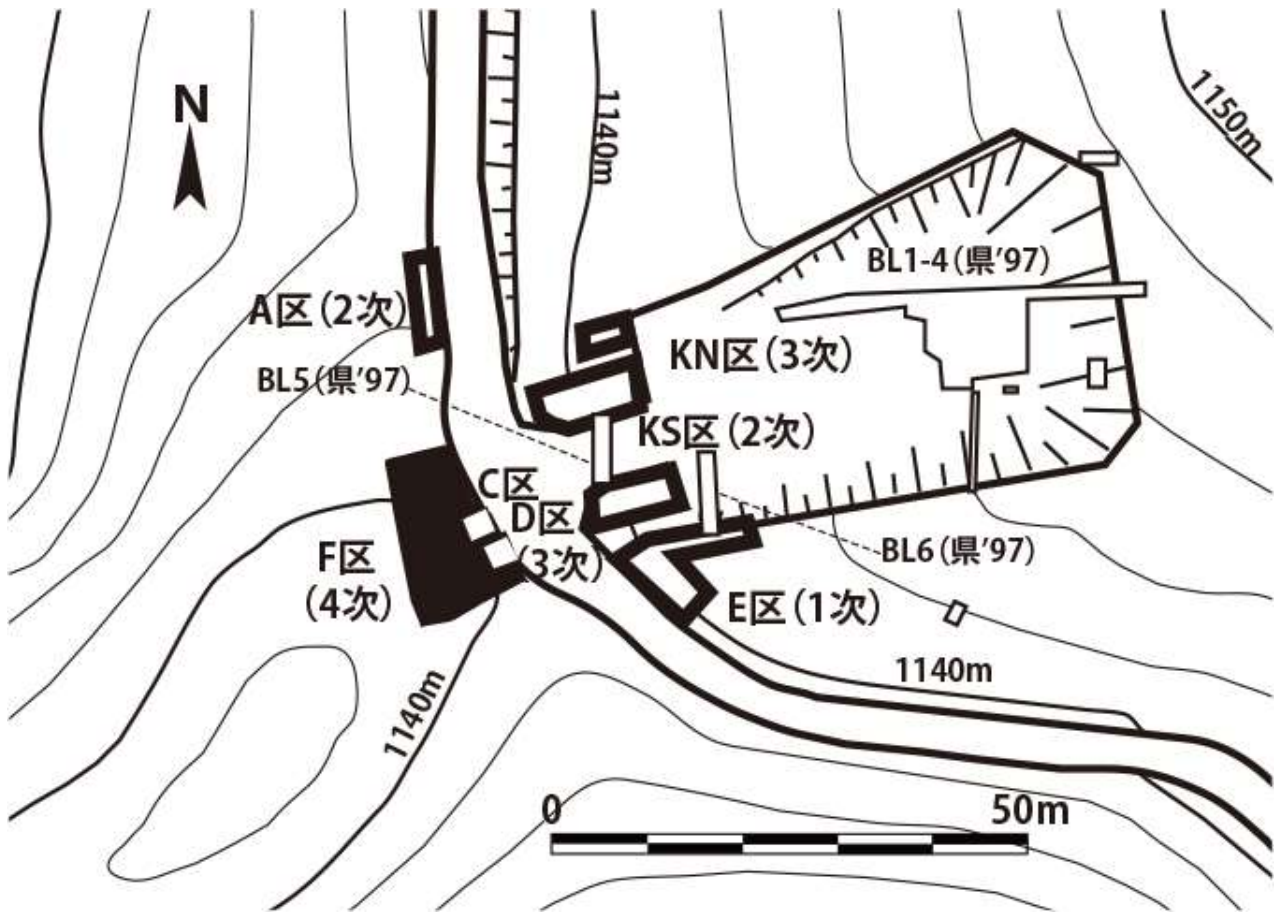 N
1140m
1150m
BL1-4(県'97)
A区(2次)
KN区(3次)
BL5(県'97)
KS区(2次)
C区
D区
(3次)
F区
(4次)
BL6(県'97)
E区(1次)
1140m
1140m
0 50m